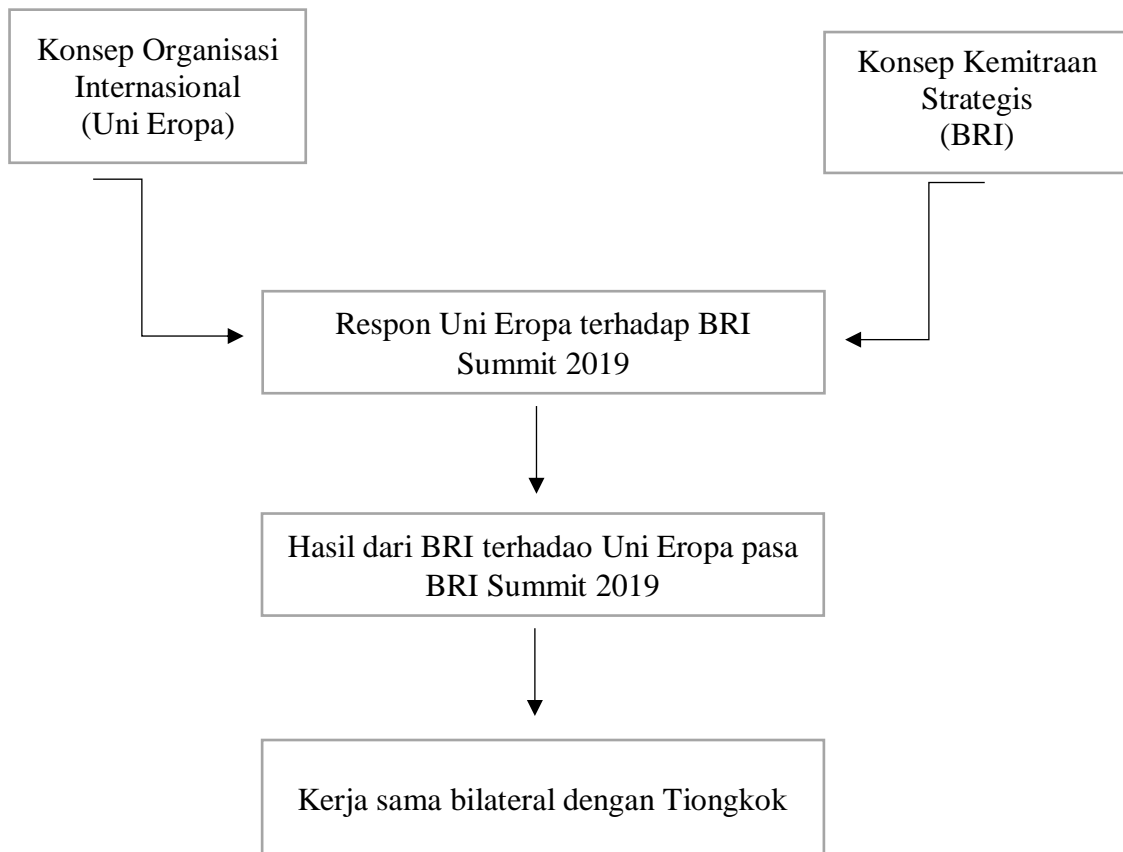 Konsep Organisasi
Internasional
(Uni Eropa)
Konsep Kemitraan
Strategis
(BRI)
Respon Uni Eropa terhadap BRI
Summit 2019
Hasil dari BRI terhadao Uni Eropa pasa
BRI Summit 2019
Kerja sama bilateral dengan Tiongkok